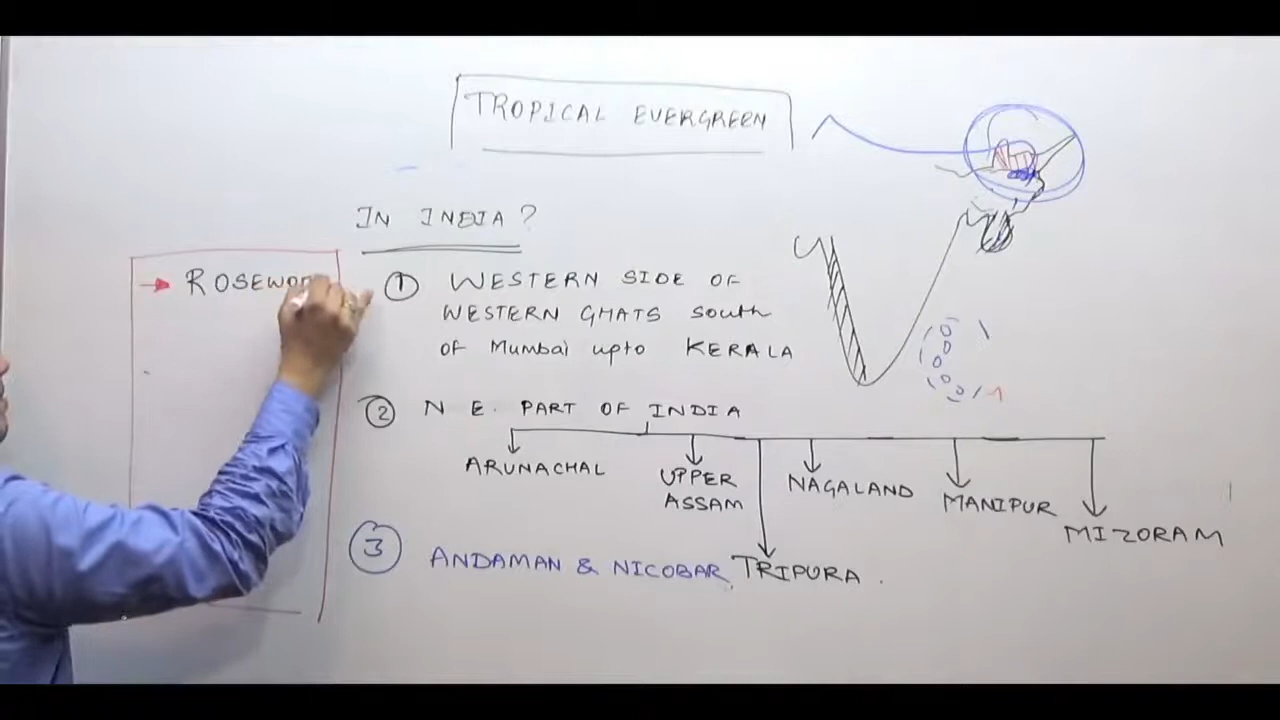 TROPICAL EVERGREEN
IN INDIA?
→ ROSEWOO
① WESTERN SIDE OF
WESTERN GHATS South
OF Mumbai upto KERALA
② N E. PART OF INDIA
ARUNACHAL
UPPER
ASSAM
NAGALAND
MANIPUR
MIZORAM
TRIPURA .
③ ANDAMAN & NICOBAR